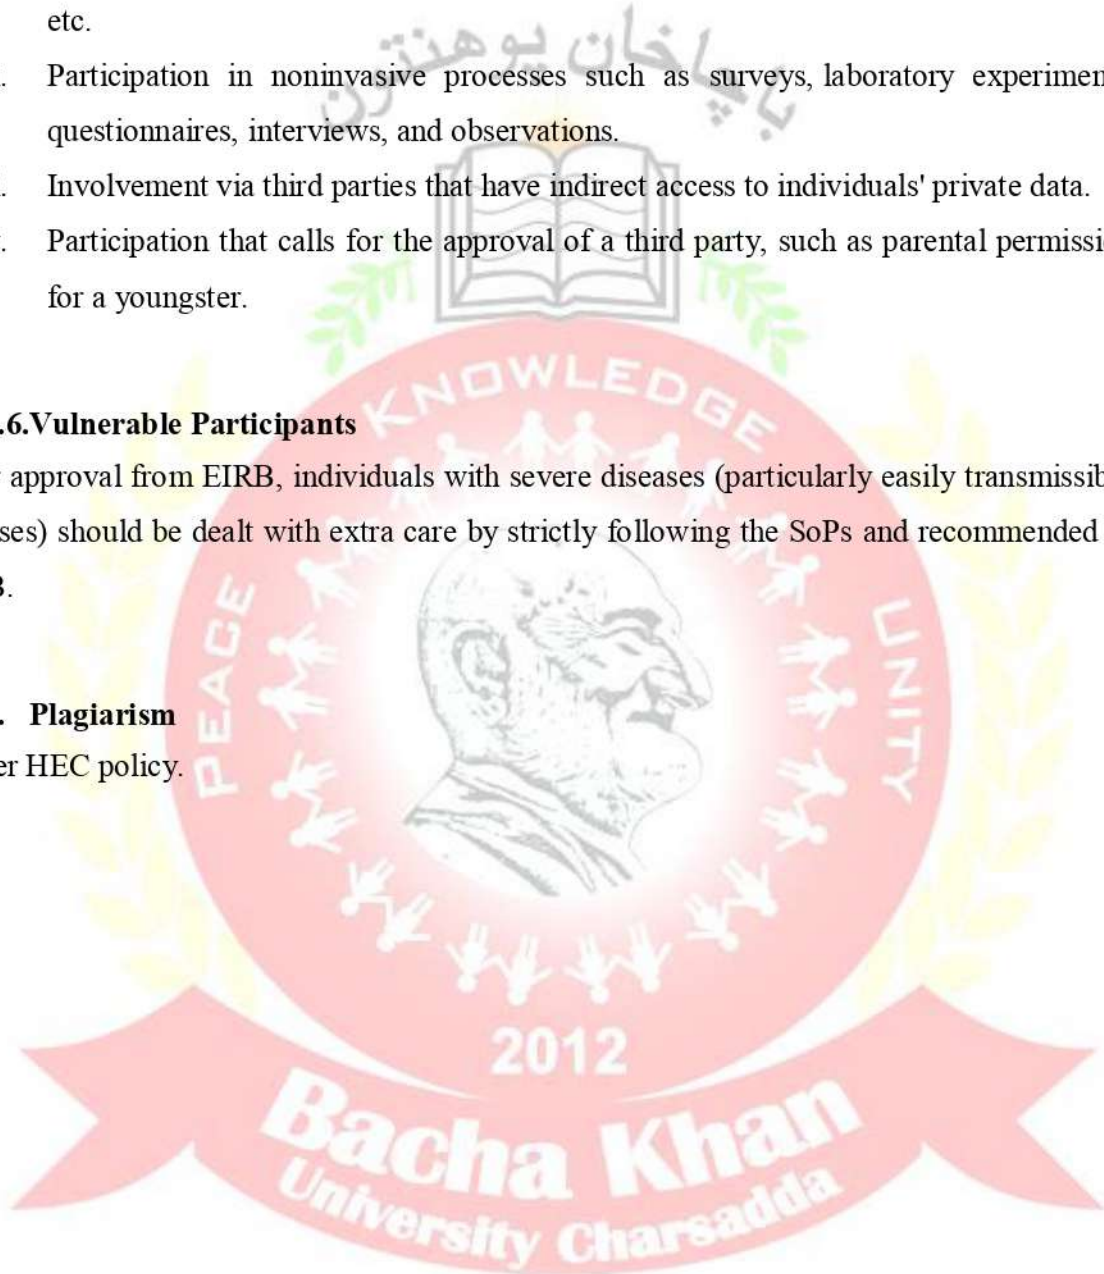 etc.
باچا خان پوهنتون
Participation in noninvasive processes such as surveys, laboratory experimen
questionnaires, interviews, and observations.
Involvement via third parties that have indirect access to individuals' private data.
Participation that calls for the approval of a third party, such as parental permissi
for a youngster.
KNOWLEDGE
.6.Vulnerable Participants
approval from EIRB, individuals with severe diseases (particularly easily transmissib
ses) should be dealt with extra care by strictly following the SoPs and recommended
3.
PEACE
UNITY
. Plagiarism
er HEC policy.
2012
Bacha Khan
University Charsadda